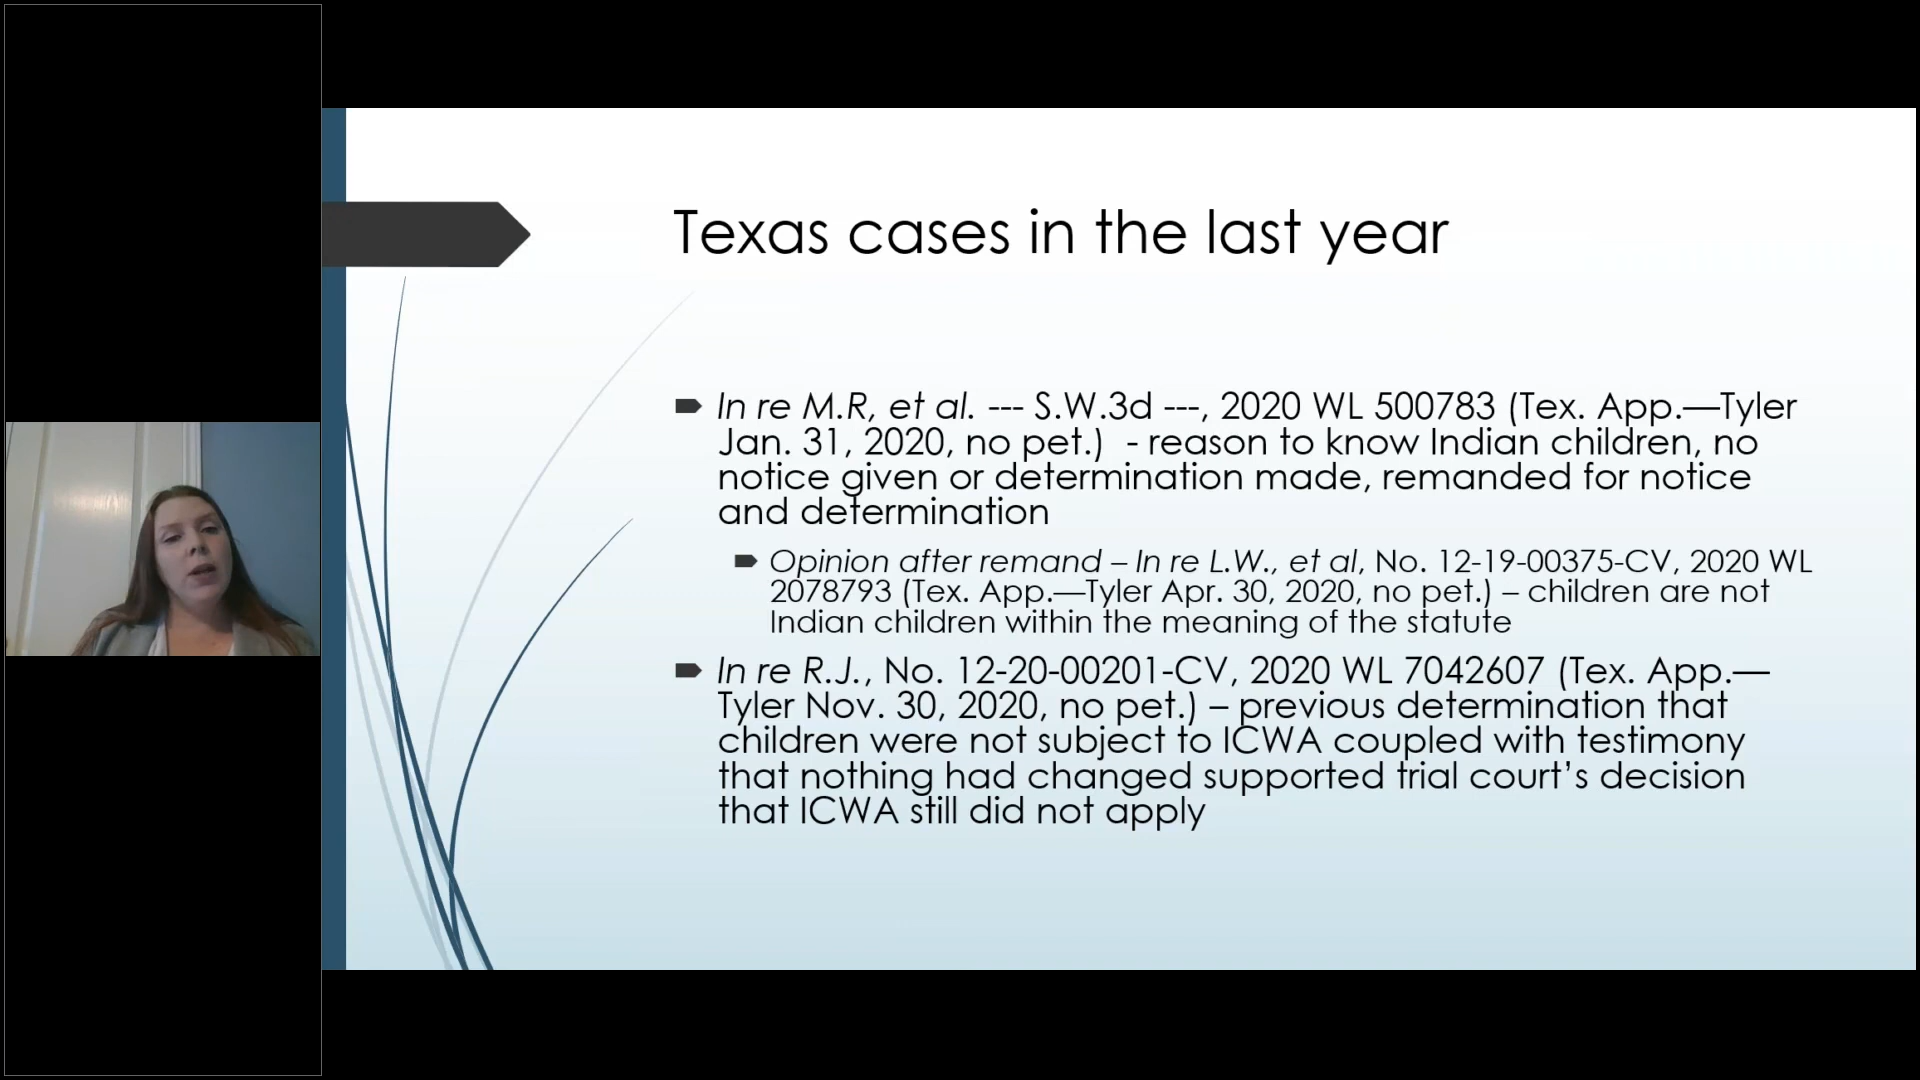 Texas cases in the last year
In re M.R, et al. --- S.W.3d ---, 2020 WL 500783 (Tex. App.—Tyler
Jan. 31, 2020, no pet.)  - reason to know Indian children, no
notice given or determination made, remanded for notice
and determination
Opinion after remand – In re L.W., et al, No. 12-19-00375-CV, 2020 WL
2078793 (Tex. App.—Tyler Apr. 30, 2020, no pet.) – children are not
Indian children within the meaning of the statute
In re R.J., No. 12-20-00201-CV, 2020 WL 7042607 (Tex. App.—
Tyler Nov. 30, 2020, no pet.) – previous determination that
children were not subject to ICWA coupled with testimony
that nothing had changed supported trial court’s decision
that ICWA still did not apply